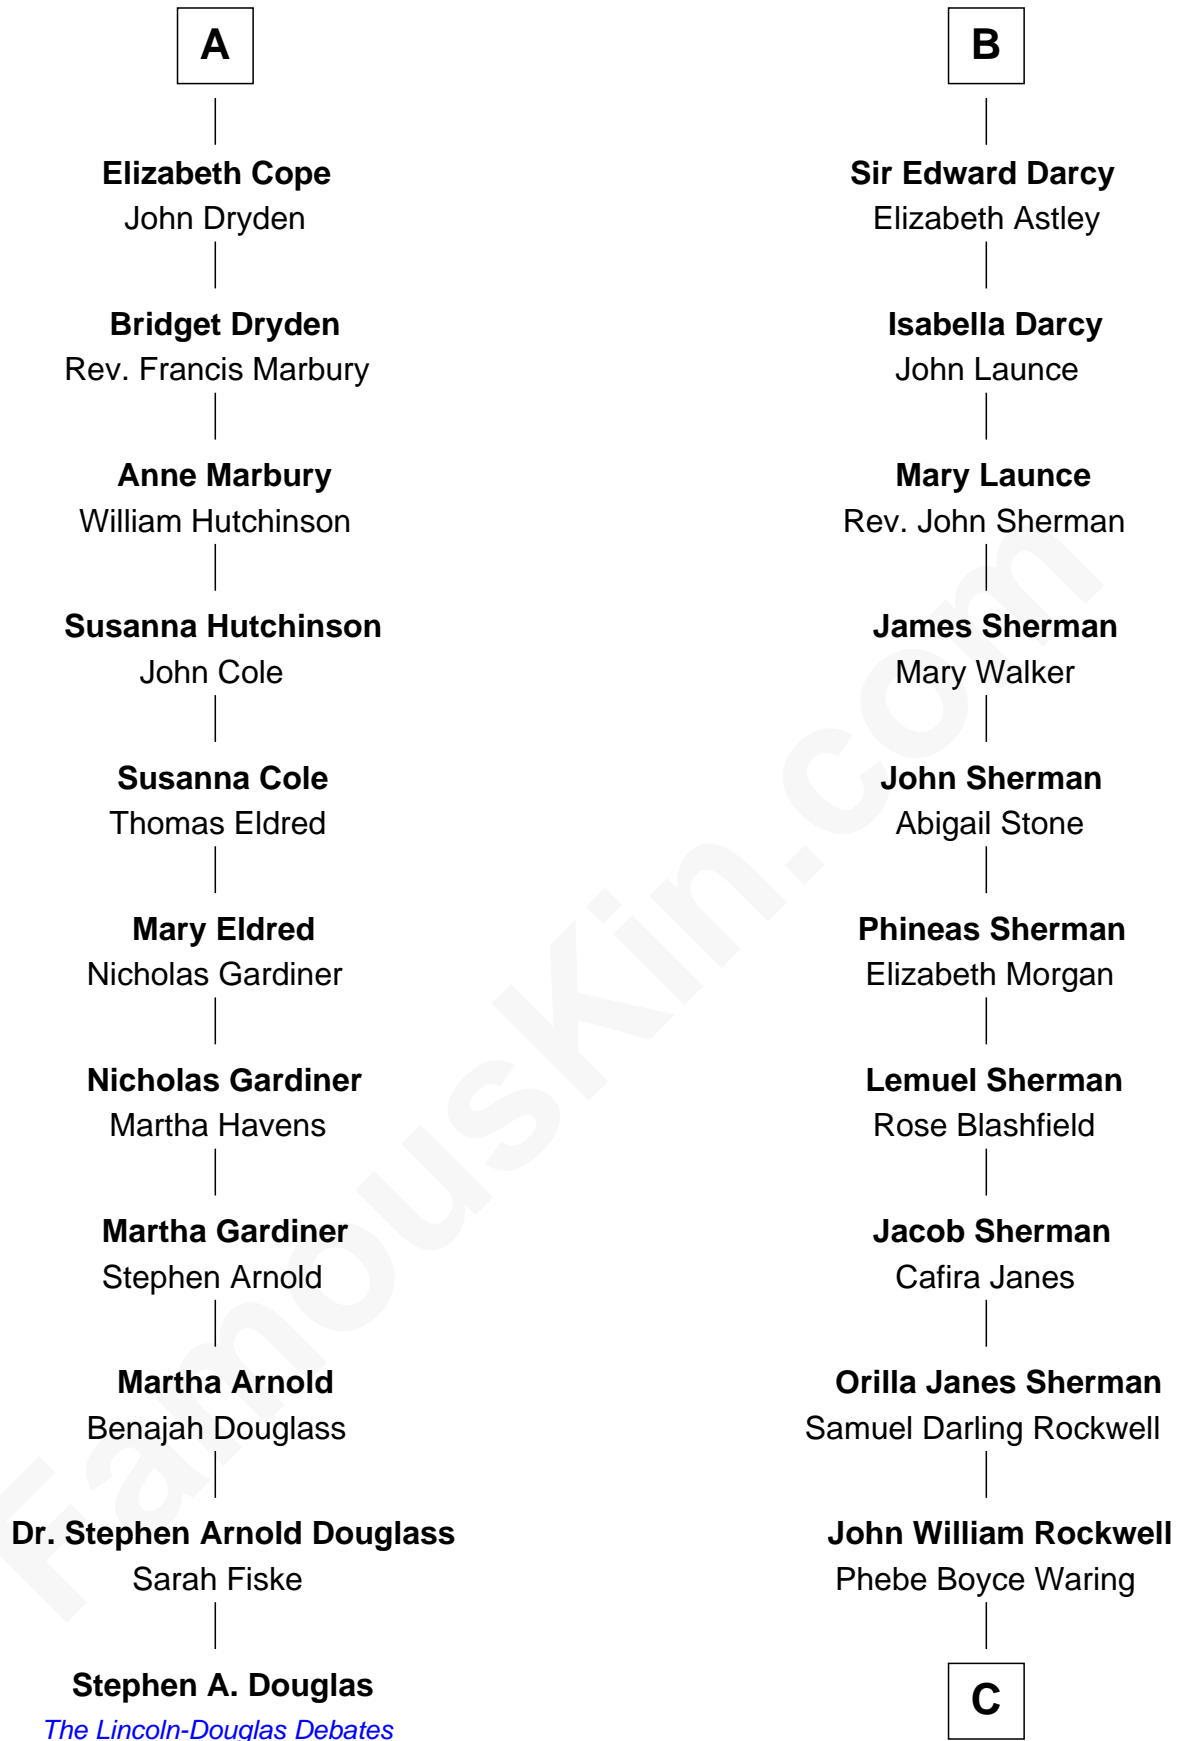 A
Elizabeth Cope
John Dryden
Bridget Dryden
Rev. Francis Marbury
Anne Marbury
William Hutchinson
Susanna Hutchinson
John Cole
Susanna Cole
Thomas Eldred
Mary Eldred
Nicholas Gardiner
Nicholas Gardiner
Martha Havens
Martha Gardiner
Stephen Arnold
Martha Arnold
Benajah Douglass
Dr. Stephen Arnold Douglass
Sarah Fiske
Stephen A. Douglas
The Lincoln-Douglas Debates
B
Sir Edward Darcy
Elizabeth Astley
Isabella Darcy
John Launce
Mary Launce
Rev. John Sherman
James Sherman
Mary Walker
John Sherman
Abigail Stone
Phineas Sherman
Elizabeth Morgan
Lemuel Sherman
Rose Blashfield
Jacob Sherman
Cafira Janes
Orilla Janes Sherman
Samuel Darling Rockwell
John William Rockwell
Phebe Boyce Waring
C
FamousKin.com